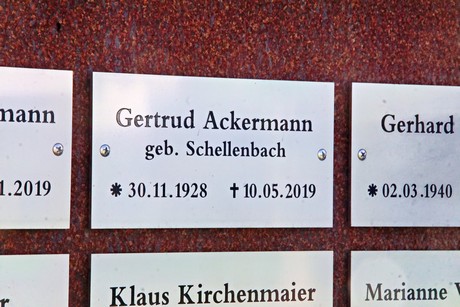 mann
1.2019
Gertrud Ackermann
geb. Schellenbach
* 30.11.1928 † 10.05.2019
Gerhard
* 02.03.1940
r
Klaus Kirchenmaier
Marianne